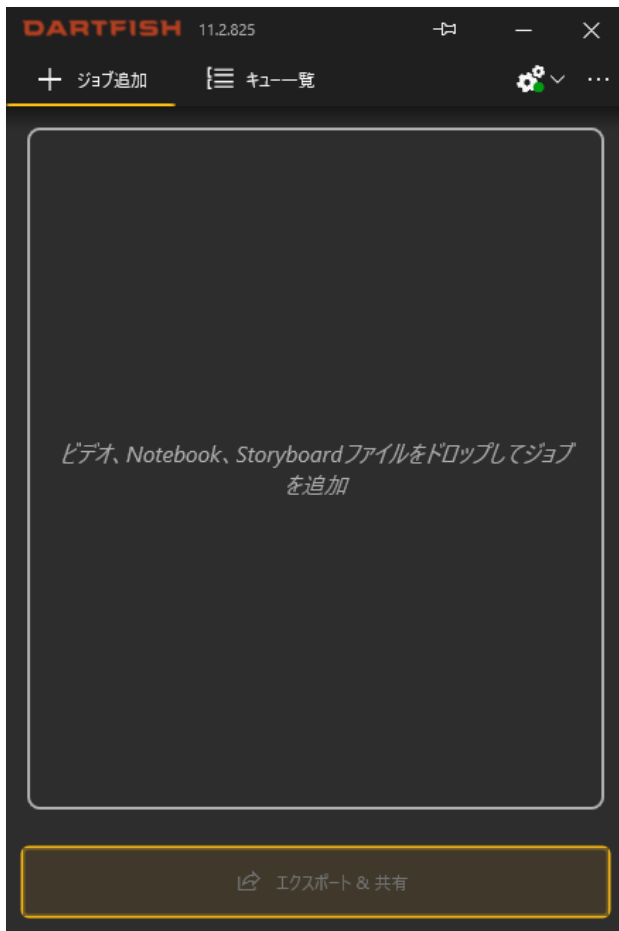 DARTFISH 11.2.825
ジョブ追加 キュー一覧
ビデオ、Notebook、Storyboardファイルをドロップしてジョブ
を追加
エクスポート & 共有